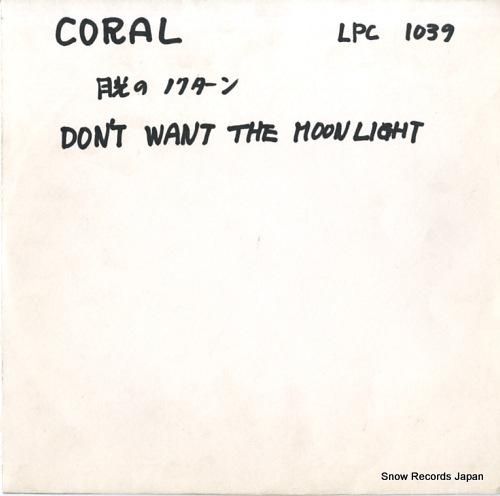 CORAL LPC 1039
月光の ノクターン
DON'T WANT THE MOONLIGHT
Snow Records Japan